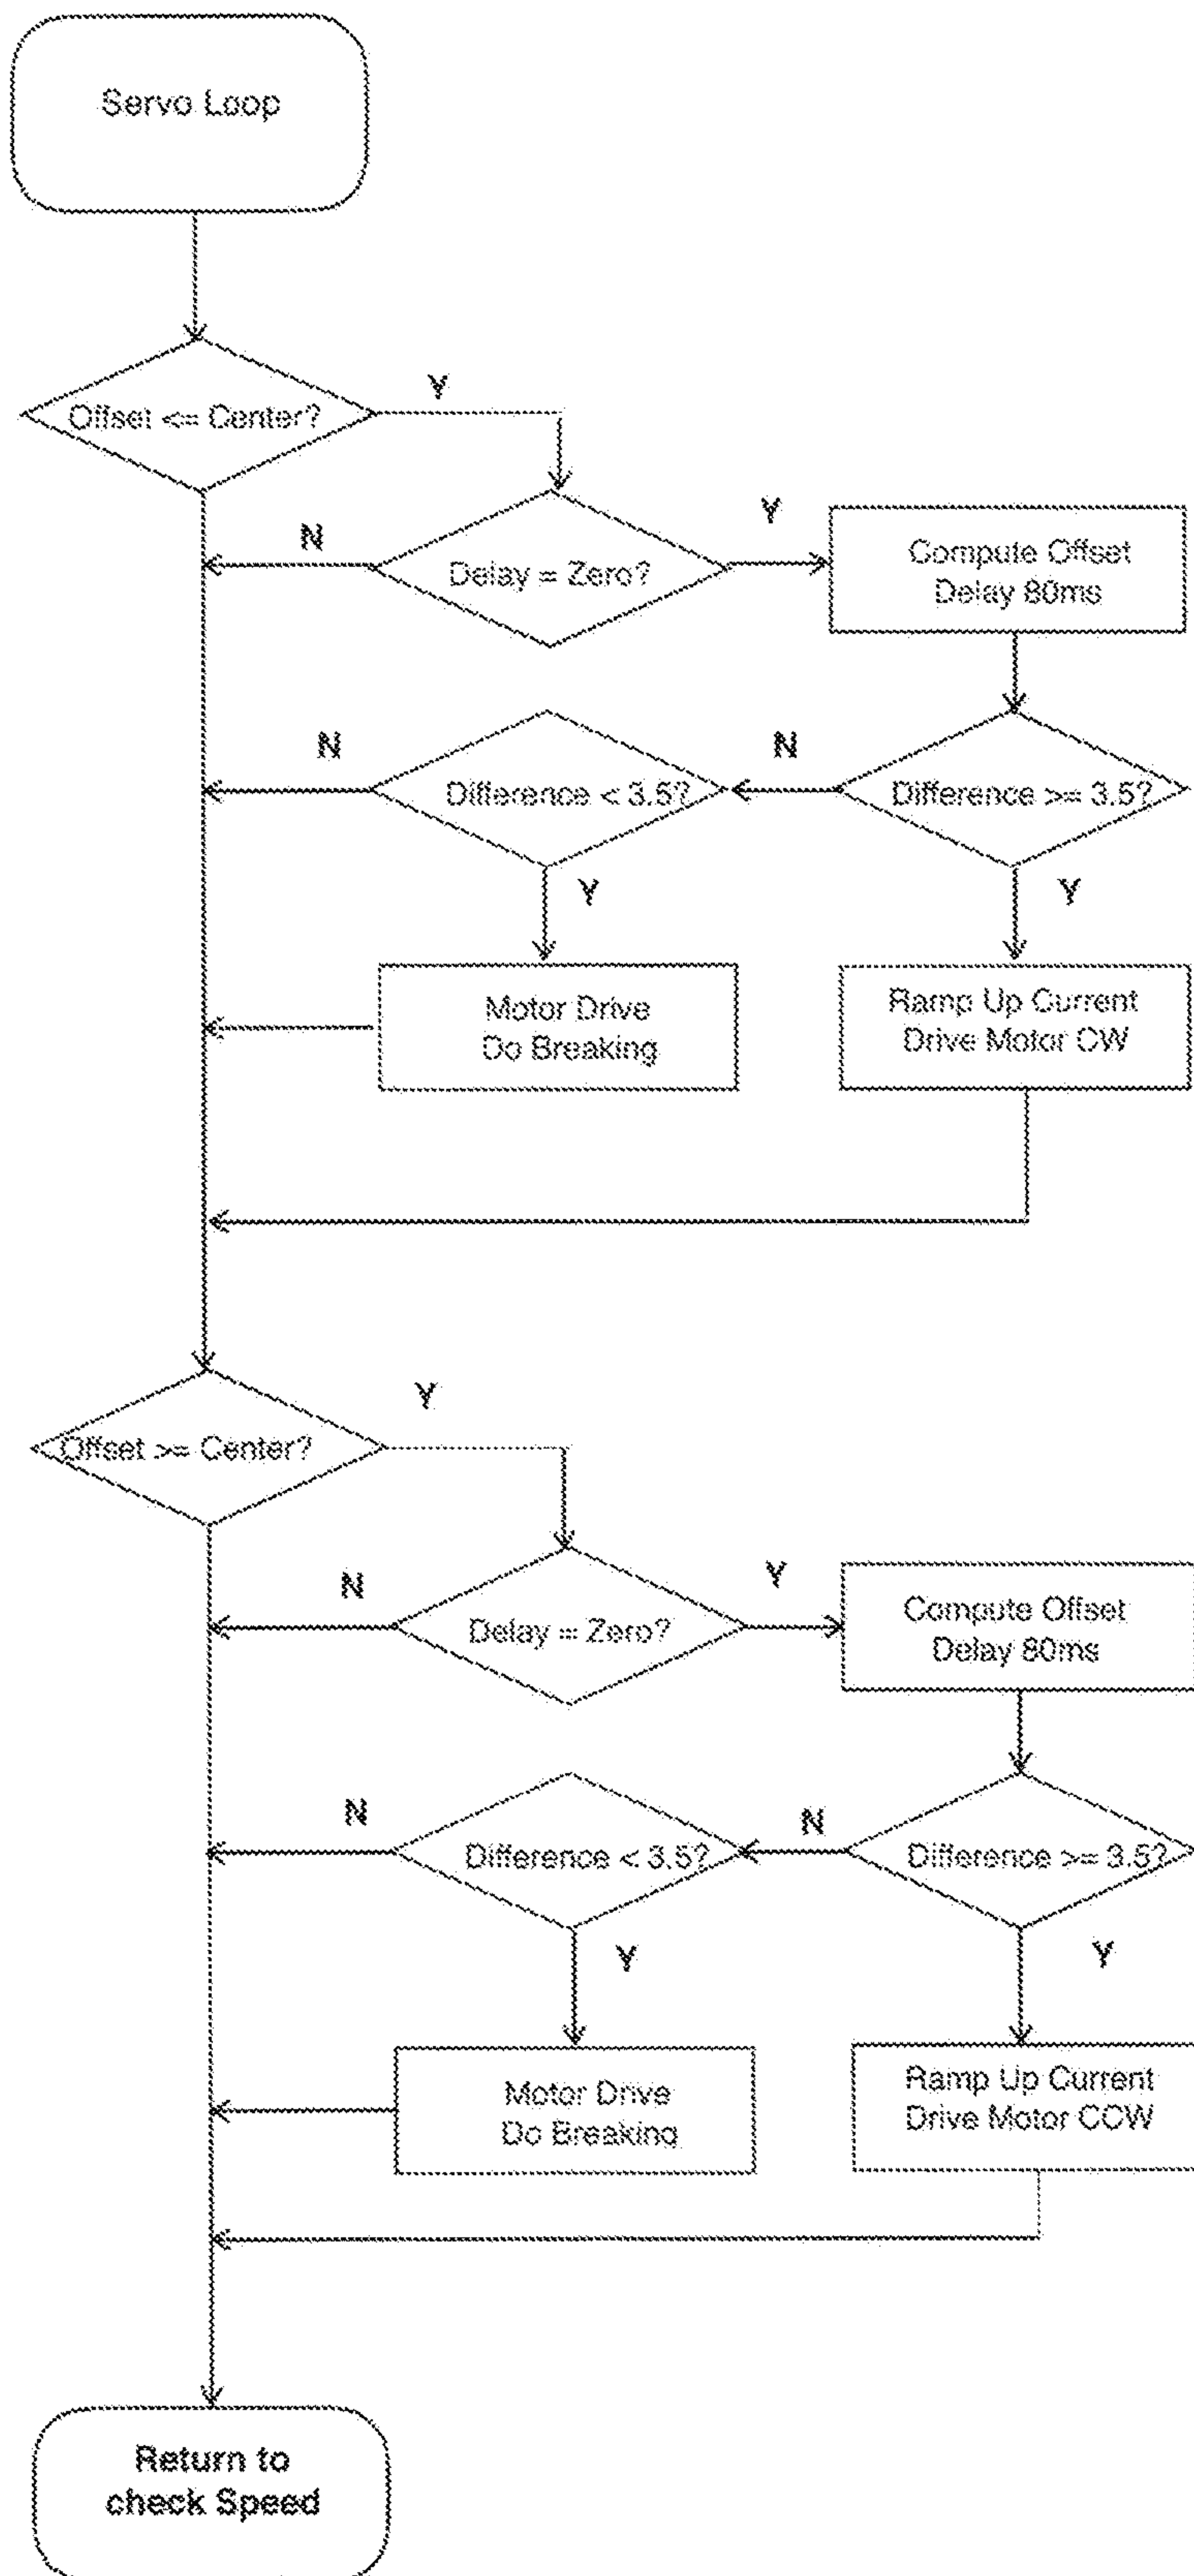 Servo Loop
Offset <= Center?
Y
Delay = Zero?
N
Y
Compute Offset
Delay 80ms
Difference >= 3.5?
N
Difference < 3.5?
N
Y
Y
Motor Drive
Do Breaking
Ramp Up Current
Drive Motor CW
Offset >= Center?
Y
Delay = Zero?
N
Y
Compute Offset
Delay 80ms
Difference >= 3.5?
N
Difference < 3.5?
N
Y
Y
Motor Drive
Do Breaking
Ramp Up Current
Drive Motor CCW
Return to
check Speed